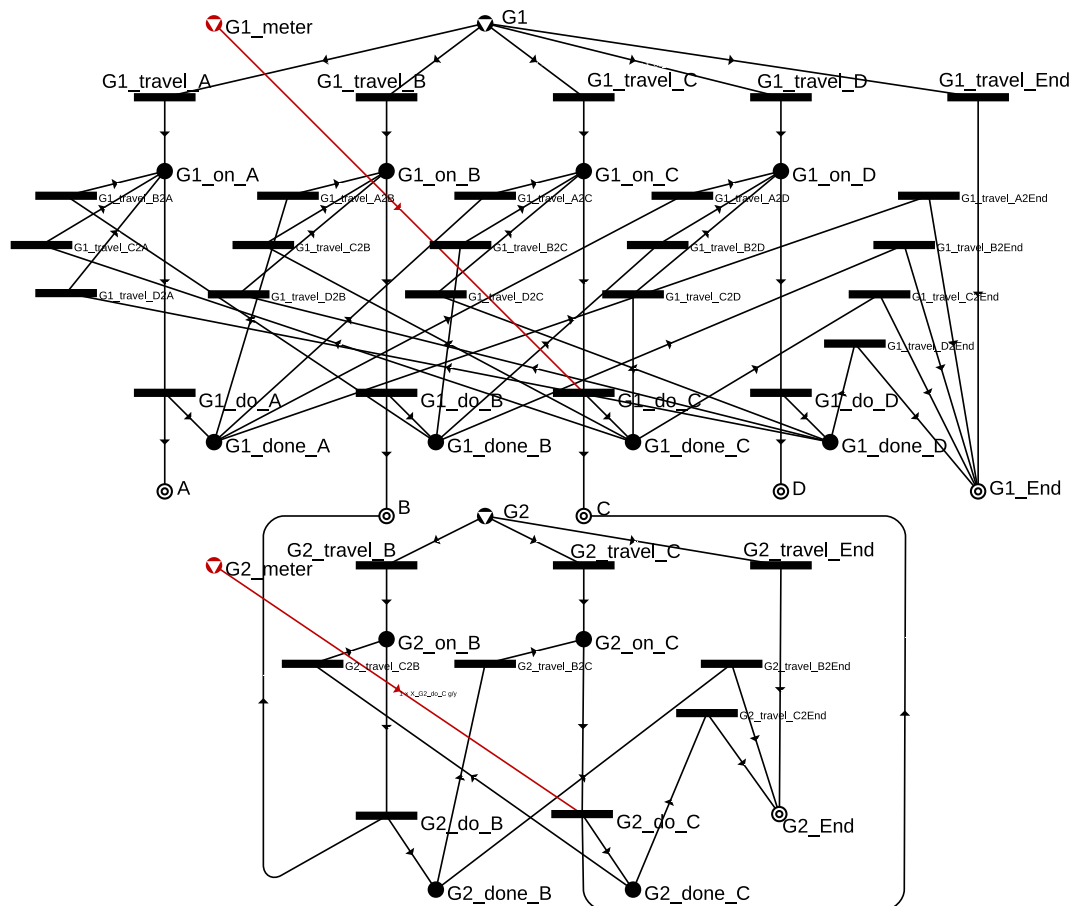 G1_meter
G1
G1_travel_A
G1_travel_B
G1_travel_C
G1_travel_D
G1_travel_End
G1_on_A
G1_on_B
G1_on_C
G1_on_D
G1_travel_B2A
G1_travel_A2B
G1_travel_A2C
G1_travel_A2D
G1_travel_A2End
G1_travel_C2A
G1_travel_C2B
G1_travel_B2C
G1_travel_B2D
G1_travel_B2End
G1_travel_D2A
G1_travel_D2B
G1_travel_D2C
G1_travel_C2D
G1_travel_C2End
G1_travel_D2End
G1_do_A
G1_do_B
G1_do_C
G1_do_D
G1_done_A
G1_done_B
G1_done_C
G1_done_D
A
D
G1_End
B
G2
C
G2_travel_B
G2_travel_C
G2_travel_End
G2_meter
G2_on_B
G2_on_C
G2_travel_C2B
G2_travel_B2C
G2_travel_B2End
X_G2_do_C g/y
G2_travel_C2End
G2_do_B
G2_do_C
G2_End
G2_done_B
G2_done_C